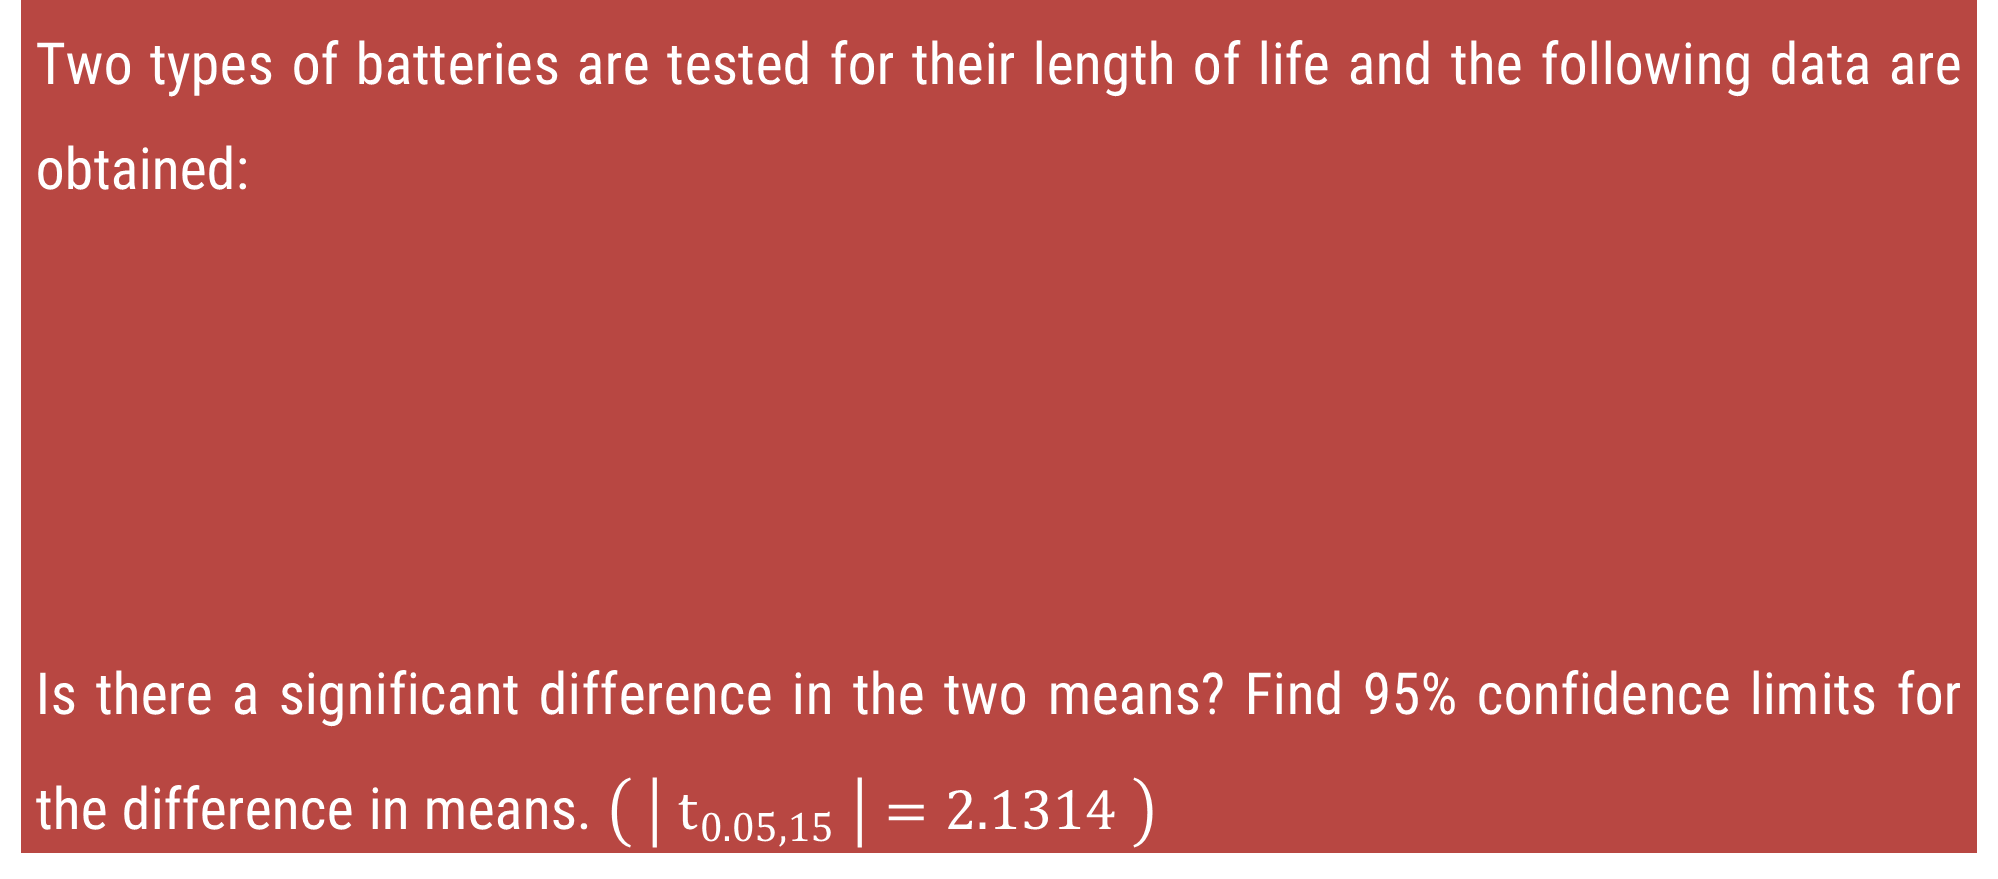 Two types of batteries are tested for their length of life and the following data are
obtained:
Is there a significant difference in the two means? Find 95% confidence limits for
the difference in means. ( | t₀.₀₅,₁₅ | = 2.1314 )